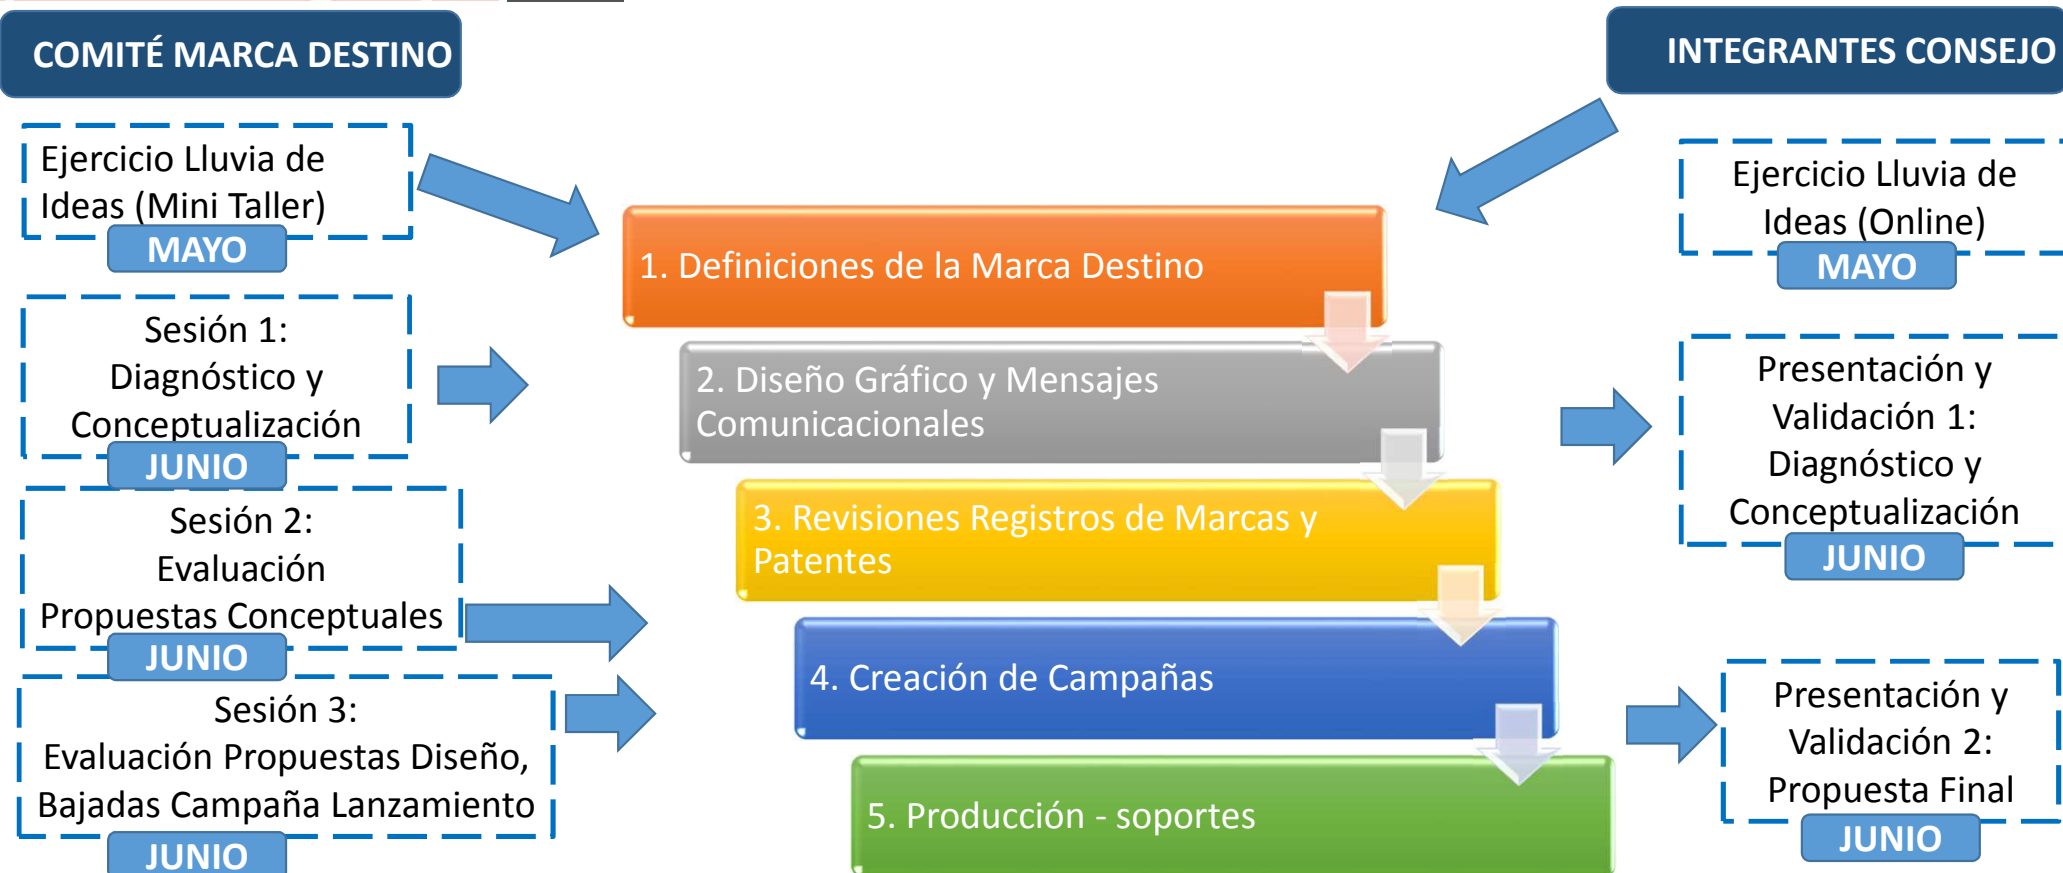 COMITÉ MARCA DESTINO
Ejercicio Lluvia de
Ideas (Mini Taller)
MAYO
Sesión 1:
Diagnóstico y
Conceptualización
JUNIO
Sesión 2:
Evaluación
Propuestas Conceptuales
JUNIO
Sesión 3:
Evaluación Propuestas Diseño,
Bajadas Campaña Lanzamiento
JUNIO
1. Definiciones de la Marca Destino
2. Diseño Gráfico y Mensajes
Comunicacionales
3. Revisiones Registros de Marcas y
Patentes
4. Creación de Campañas
5. Producción - soportes
INTEGRANTES CONSEJO
Ejercicio Lluvia de
Ideas (Online)
MAYO
Presentación y
Validación 1:
Diagnóstico y
Conceptualización
JUNIO
Presentación y
Validación 2:
Propuesta Final
JUNIO